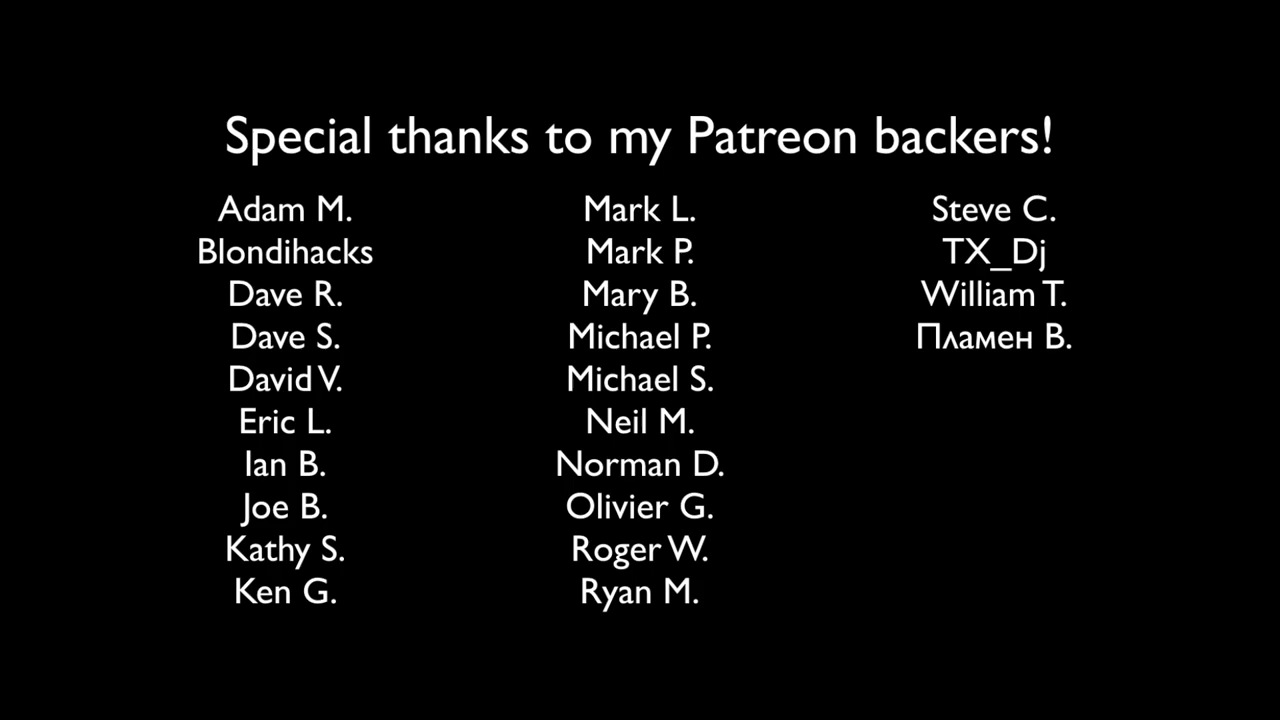 Special thanks to my Patreon backers!
Adam M.
Blondihacks
Dave R.
Dave S.
David V.
Eric L.
Ian B.
Joe B.
Kathy S.
Ken G.
Mark L.
Mark P.
Mary B.
Michael P.
Michael S.
Neil M.
Norman D.
Olivier G.
Roger W.
Ryan M.
Steve C.
TX_Dj
William T.
Пламен В.